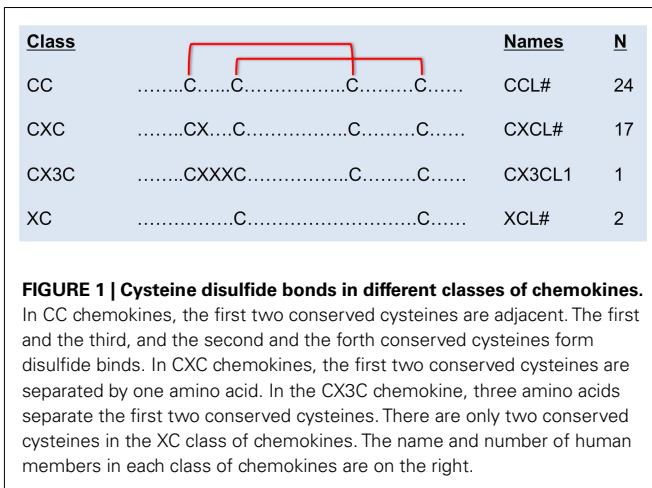 Class Names N
CC ……..C…...C…………….…C………C…… CCL# 24
CXC ……..CX….C……………….C………C…… CXCL# 17
CX3C ……..CXXXC……………….C………C…… CX3CL1 1
XC …………….C……………………….…C…… XCL# 2
FIGURE 1 | Cysteine disulfide bonds in different classes of chemokines.
In CC chemokines, the first two conserved cysteines are adjacent. The first
and the third, and the second and the forth conserved cysteines form
disulfide binds. In CXC chemokines, the first two conserved cysteines are
separated by one amino acid. In the CX3C chemokine, three amino acids
separate the first two conserved cysteines. There are only two conserved
cysteines in the XC class of chemokines. The name and number of human
members in each class of chemokines are on the right.